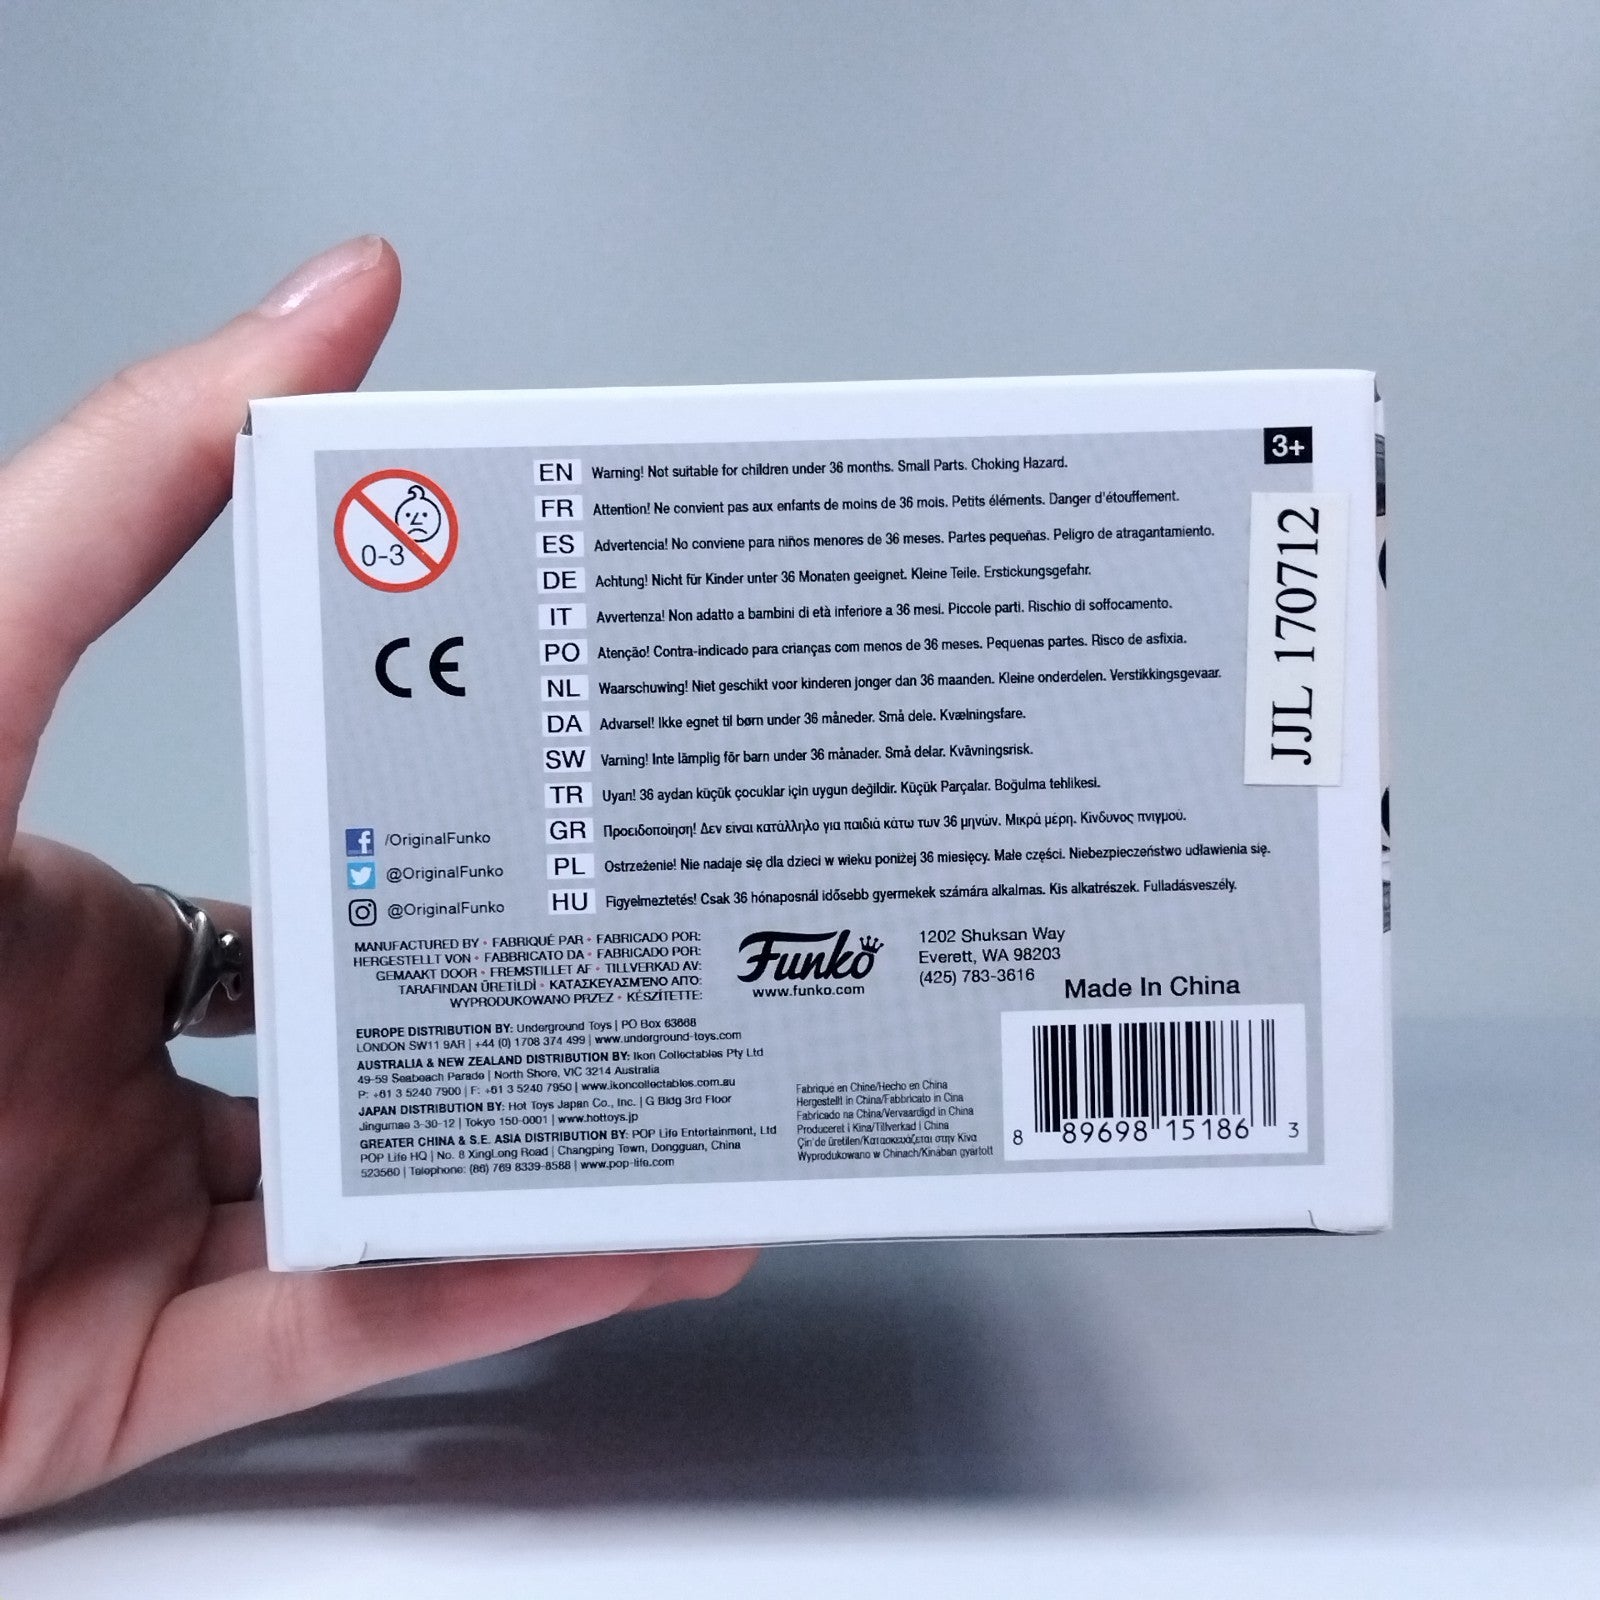 3+
0-3
EN Warning! Not suitable for children under 36 months. Small Parts. Choking Hazard.
FR Attention! Ne convient pas aux enfants de moins de 36 mois. Petits éléments. Danger d'étouffement.
ES Advertencia! No conviene para niños menores de 36 meses. Partes pequeñas. Peligro de atragantamiento.
DE Achtung! Nicht für Kinder unter 36 Monaten geeignet. Kleine Teile. Erstickungsgefahr.
IT Avvertenza! Non adatto a bambini di età inferiore a 36 mesi. Piccole parti. Rischio di soffocamento.
PO Atenção! Contra-indicado para crianças com menos de 36 meses. Pequenas partes. Risco de asfixia.
NL Waarschuwing! Niet geschikt voor kinderen jonger dan 36 maanden. Kleine onderdelen. Verstikkingsgevaar.
DA Advarsel! Ikke egnet til børn under 36 måneder. Små dele. Kvælningsfare.
SW Varning! Inte lämplig för barn under 36 månader. Små delar. Kvävningsrisk.
TR Uyarı! 36 aydan küçük çocuklar için uygun değildir. Küçük Parçalar. Boğulma tehlikesi.
GR Προειδοποίηση! Δεν είναι κατάλληλο για παιδιά κάτω των 36 μηνών. Μικρά μέρη. Κίνδυνος πνιγμού.
PL Ostrzeżenie! Nie nadaje się dla dzieci w wieku poniżej 36 miesięcy. Małe części. Niebezpieczeństwo udławienia się.
HU Figyelmeztetés! Csak 36 hónaposnál idősebb gyermekek számára alkalmas. Kis alkatrészek. Fulladásveszély.
JJL 170712
CE
/OriginalFunko
@OriginalFunko
@OriginalFunko
MANUFACTURED BY • FABRIQUÉ PAR • FABRICADO POR:
HERGESTELLT VON • FABBRICATO DA • FABRICADO POR:
GEMAAKT DOOR • FREMSTILLET AF • TILLVERKAD AV:
TARAFINDAN ÜRETİLDİ • ΚΑΤΑΣΚΕΥΑΣΜΈΝΟ ΑΠΌ:
WYPRODUKOWANO PRZEZ • KÉSZÍTETTE:
Funko
www.funko.com
1202 Shuksan Way
Everett, WA 98203
(425) 783-3616
Made In China
EUROPE DISTRIBUTION BY: Underground Toys | PO Box 63668
LONDON SW11 9AR | +44 (0) 1708 374 499 | www.underground-toys.com
AUSTRALIA & NEW ZEALAND DISTRIBUTION BY: Ikon Collectables Pty Ltd
49-59 Seabeach Parade | North Shore, VIC 3214 Australia
P: +61 3 5240 7900 | F: +61 3 5240 7950 | www.ikoncollectables.com.au
JAPAN DISTRIBUTION BY: Hot Toys Japan Co., Inc. | G Bldg 3rd Floor
Jingumae 3-30-12 | Tokyo 150-0001 | www.hottoys.jp
GREATER CHINA & S.E. ASIA DISTRIBUTION BY: POP Life Entertainment, Ltd
POP Life HQ | No. 8 XingLong Road | Changping Town, Dongguan, China
523560 | Telephone: (86) 769 8339-8588 | www.pop-life.com
Fabriqué en Chine/Hecho en China
Hergestellt in China/Fabbricato in Cina
Fabricado na China/Vervaardigd in China
Produceret i Kina/Tillverkad i China
Çin'de üretilen/Κατασκευάζεται στην Κίνα
Wyprodukowano w Chinach/Kínában gyártott
8 89698 15186 3